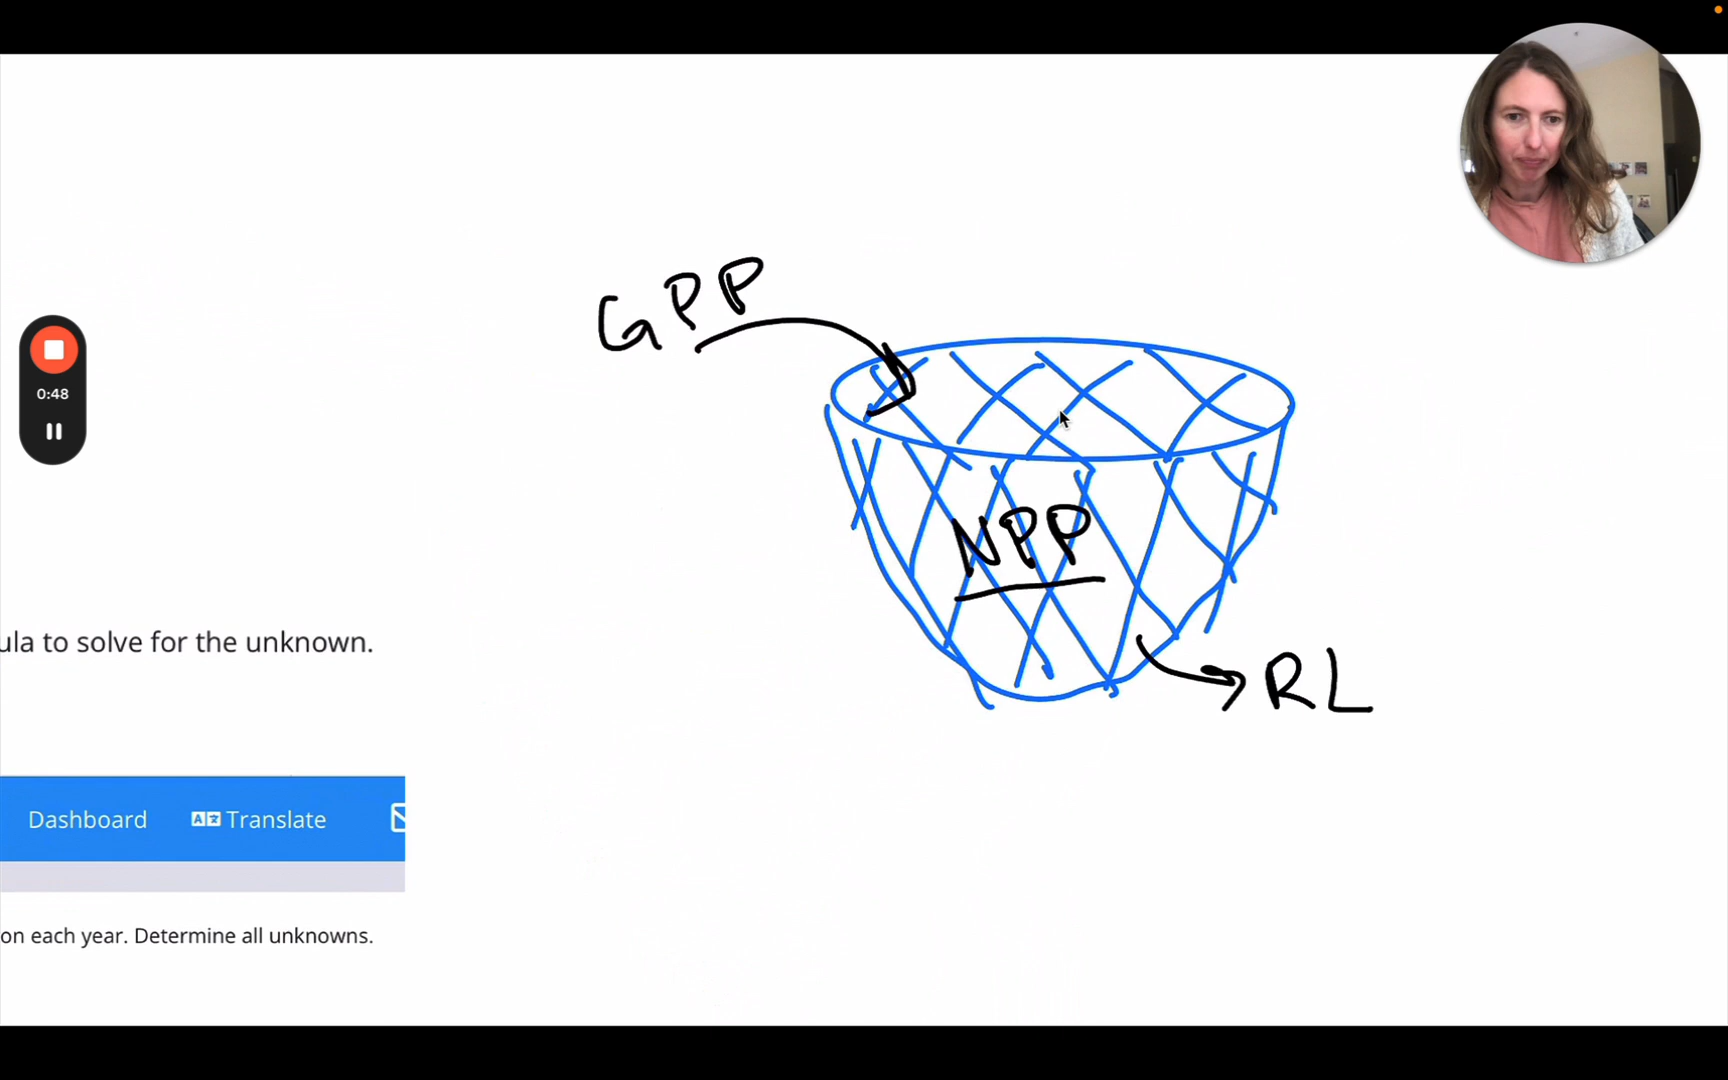 GPP
0:48
NPP
ula to solve for the unknown.
RL
Dashboard Translate
on each year. Determine all unknowns.